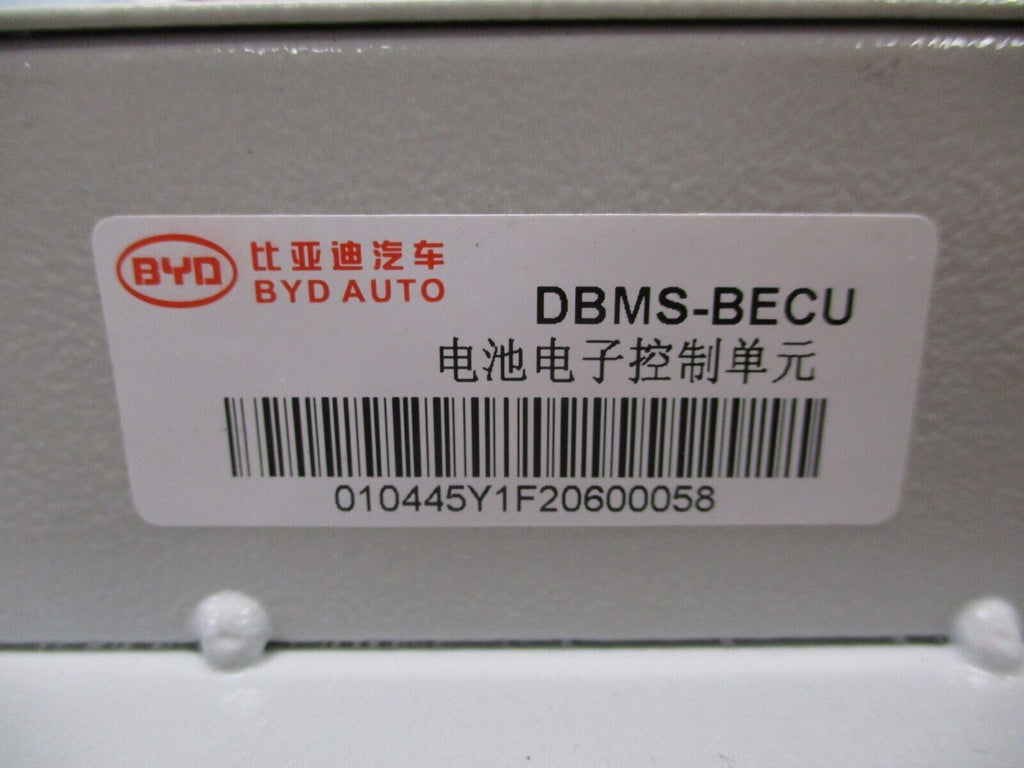 BYD
比亚迪汽车
BYD AUTO
DBMS-BECU
电池电子控制单元
010445Y1F20600058